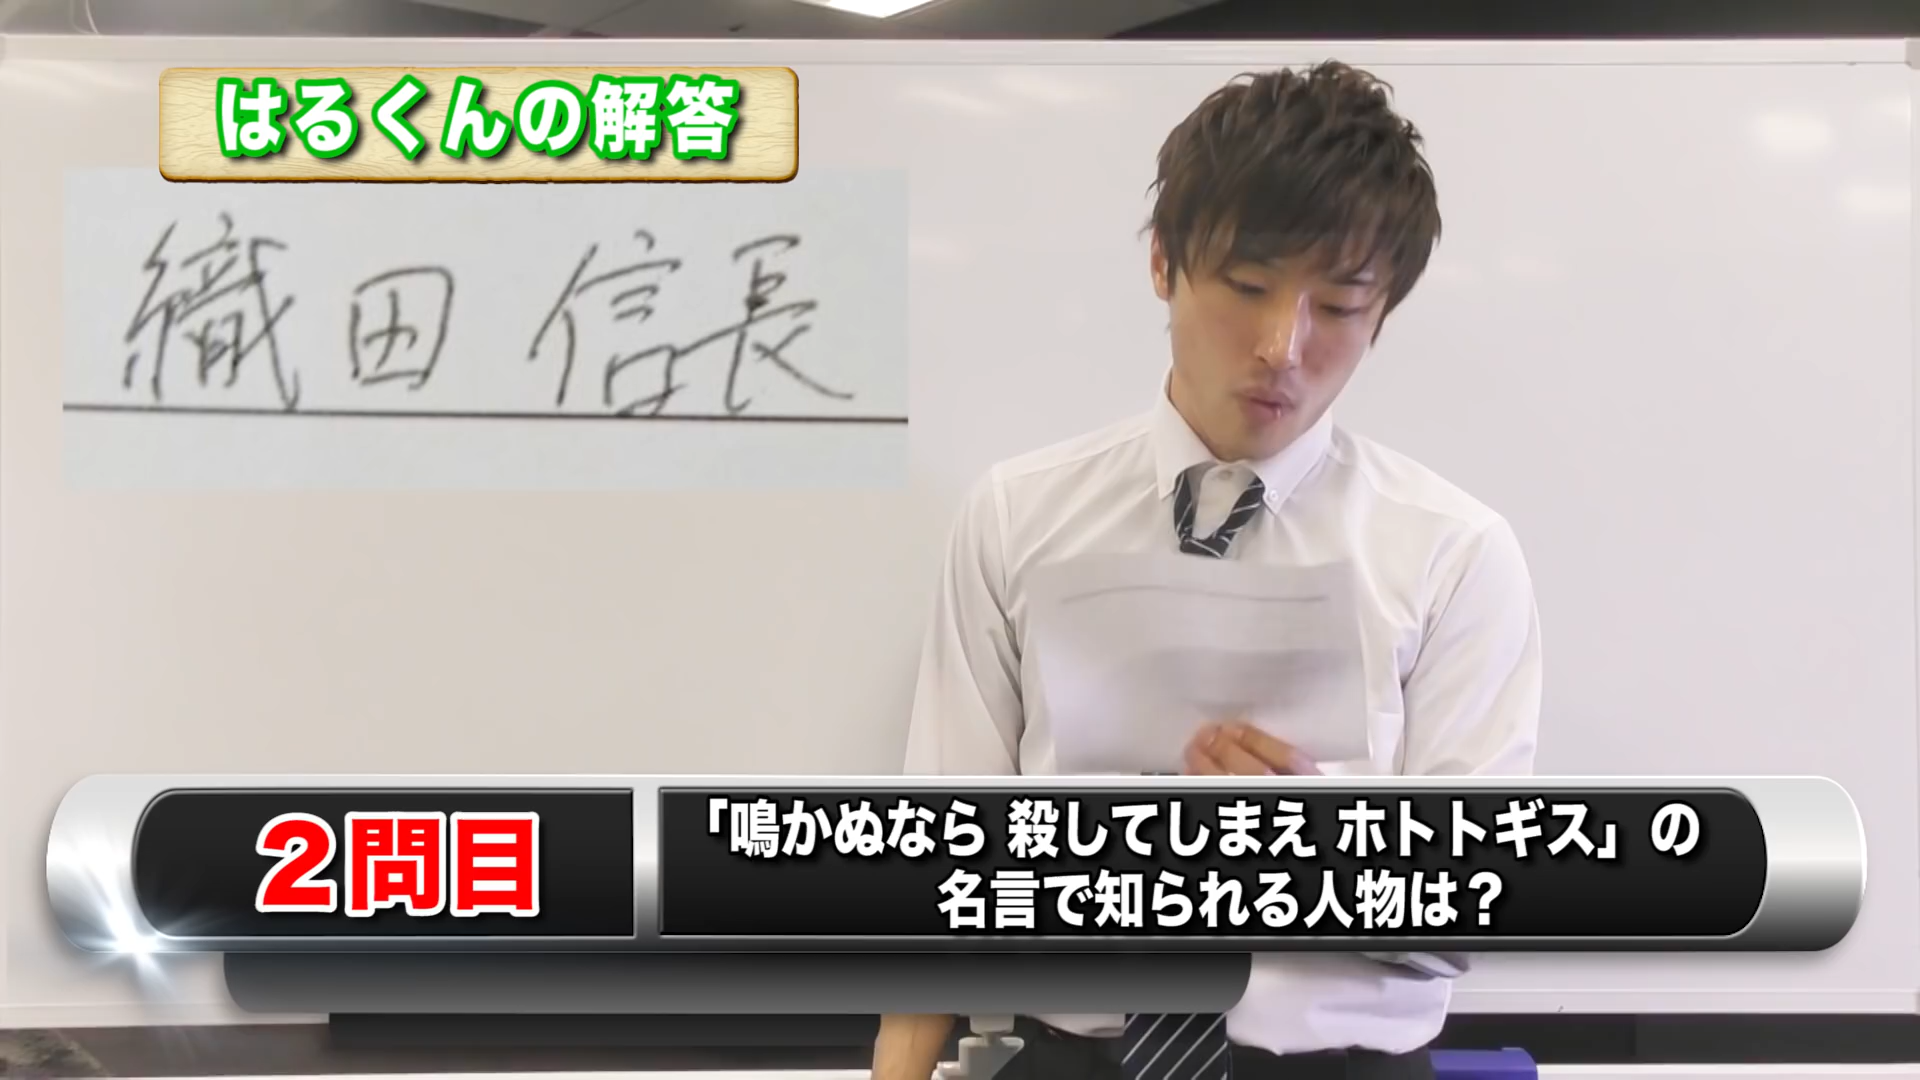 はるくんの解答
織田信長
2問目
「鳴かぬなら 殺してしまえ ホトトギス」の
名言で知られる人物は？